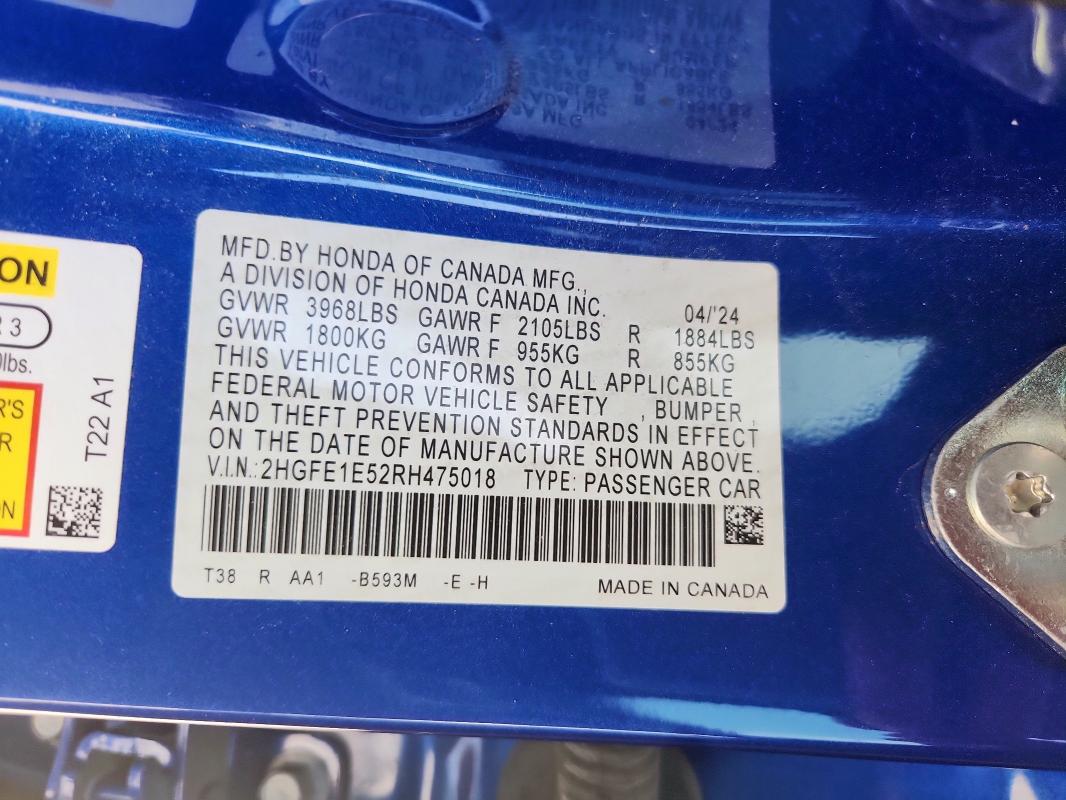 MFD.BY HONDA OF CANADA MFG.,
A DIVISION OF HONDA CANADA INC. 04/'24
GVWR 3968LBS GAWR F 2105LBS R 1884LBS
GVWR 1800KG GAWR F 955KG R 855KG
THIS VEHICLE CONFORMS TO ALL APPLICABLE
FEDERAL MOTOR VEHICLE SAFETY , BUMPER ,
AND THEFT PREVENTION STANDARDS IN EFFECT
ON THE DATE OF MANUFACTURE SHOWN ABOVE.
V.I.N.:2HGFE1E52RH475018 TYPE: PASSENGER CAR
T38 R AA1 -B593M -E -H MADE IN CANADA
ON
R 3
lbs.
R'S
R
N
T22 A1